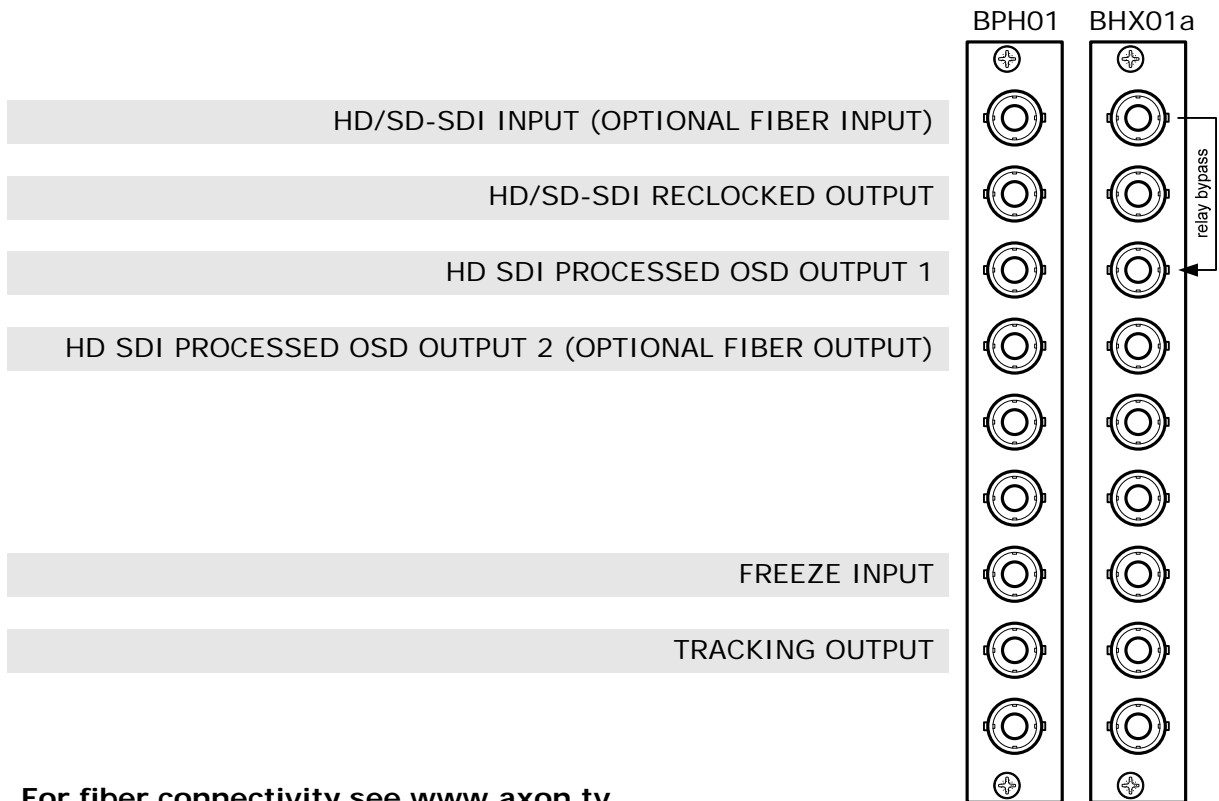 BPH01 BHX01a
HD/SD-SDI INPUT (OPTIONAL FIBER INPUT)
relay bypass
HD/SD-SDI RECLOCKED OUTPUT
HD SDI PROCESSED OSD OUTPUT 1
HD SDI PROCESSED OSD OUTPUT 2 (OPTIONAL FIBER OUTPUT)
FREEZE INPUT
TRACKING OUTPUT
For fiber connectivity see www.axon.tv